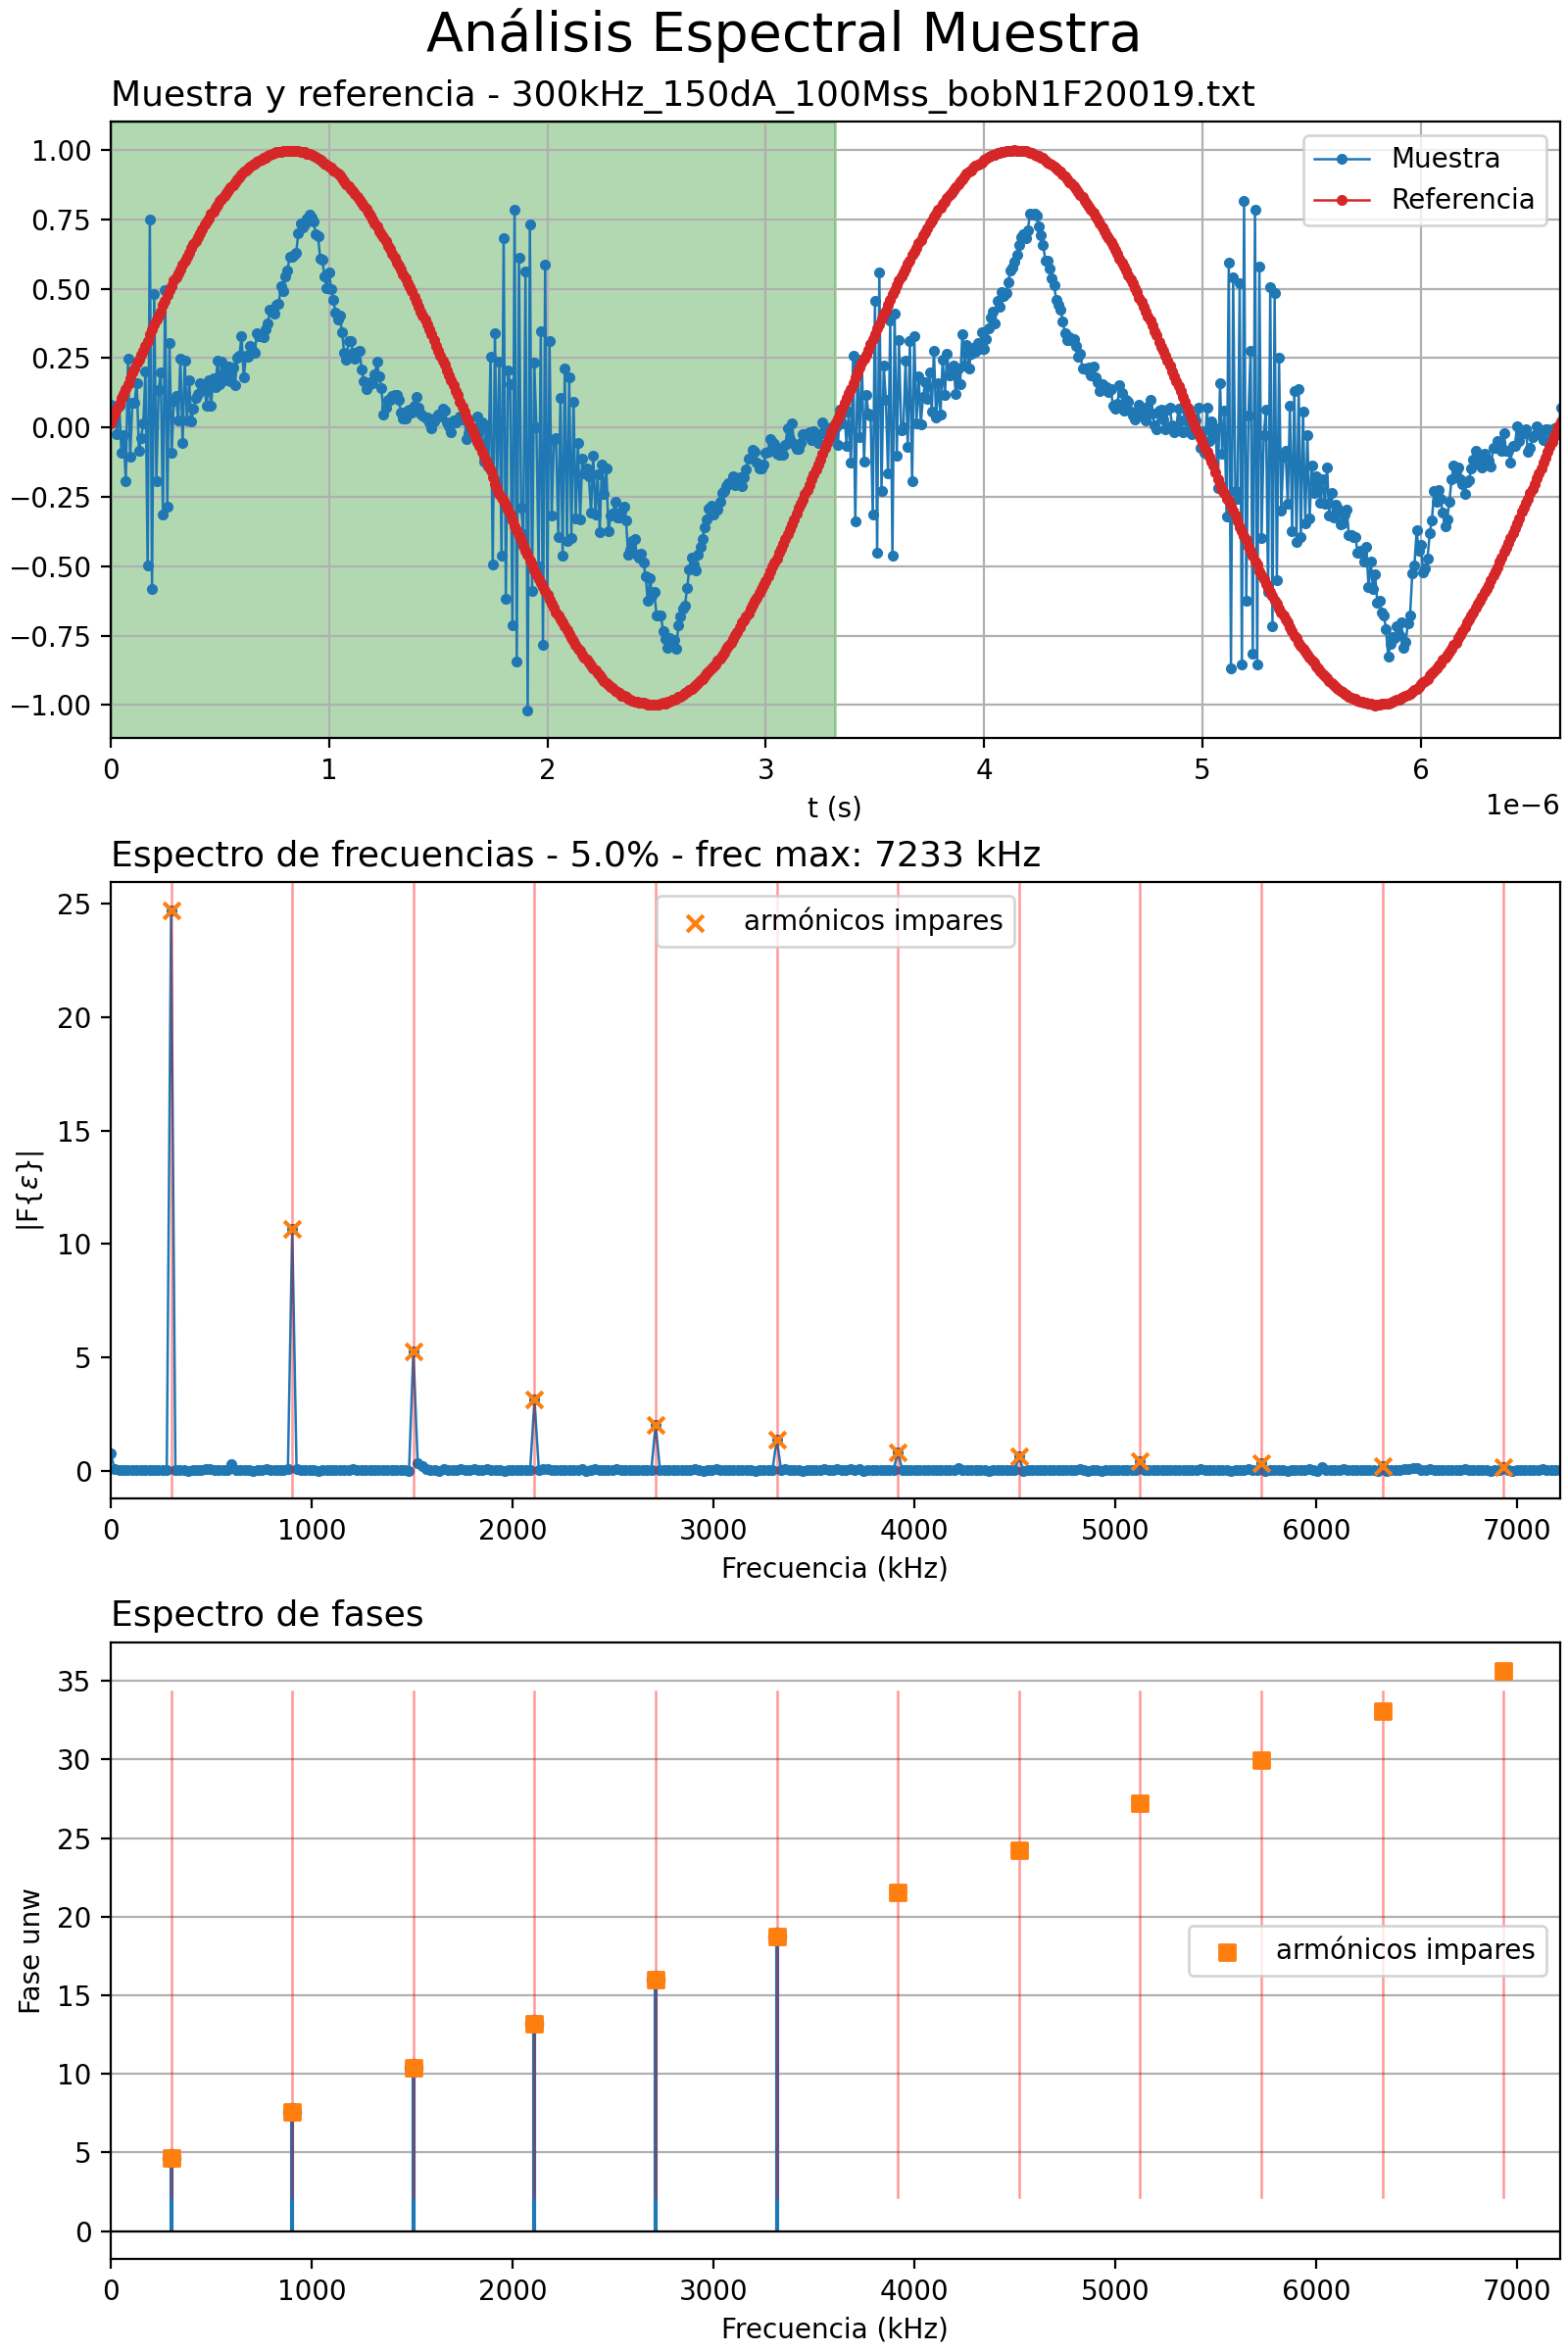 Análisis Espectral Muestra
Muestra y referencia - 300kHz_150dA_100Mss_bobN1F20019.txt
1.00
0.75
0.50
0.25
0.00
−0.25
−0.50
−0.75
−1.00
Muestra
Referencia
0 1 2 3 4 5 6
t (s)
1e−6
Espectro de frecuencias - 5.0% - frec max: 7233 kHz
25
20
15
10
5
0
|F{ε}|
armónicos impares
0 1000 2000 3000 4000 5000 6000 7000
Frecuencia (kHz)
Espectro de fases
35
30
25
20
15
10
5
0
Fase unw
armónicos impares
0 1000 2000 3000 4000 5000 6000 7000
Frecuencia (kHz)